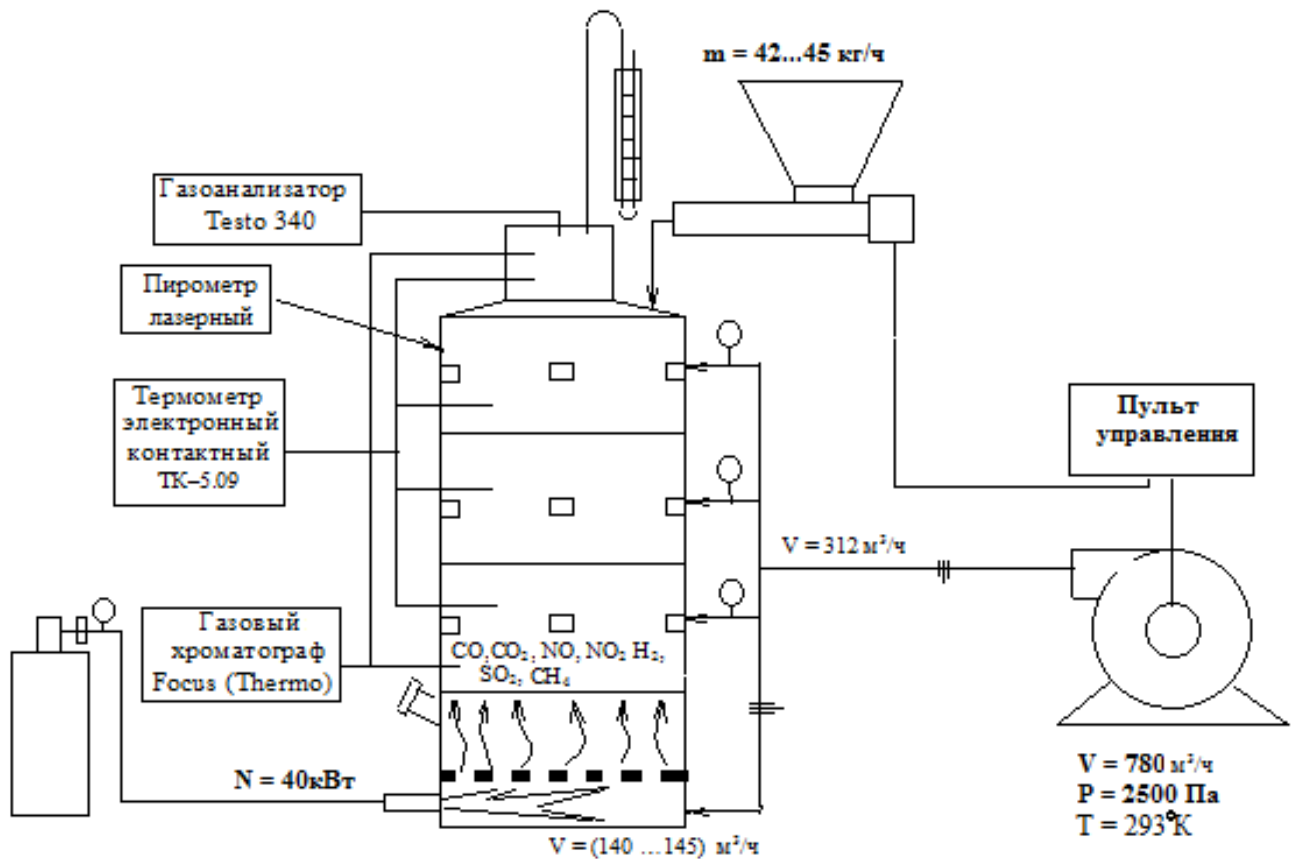 m = 42...45 кг/ч
Газоанализатор
Testo 340
Пирометр
лазерный
Термометр
электронный
контактный
ТК–5.09
Пульт
управления
V = 312 м³/ч
Газовый
хроматограф
Focus (Thermo)
CO,CO₂, NO, NO₂ H₂,
SO₂, CH₄
N = 40кВт
V = (140 ...145) м³/ч
V = 780 м³/ч
P = 2500 Па
T = 293°К